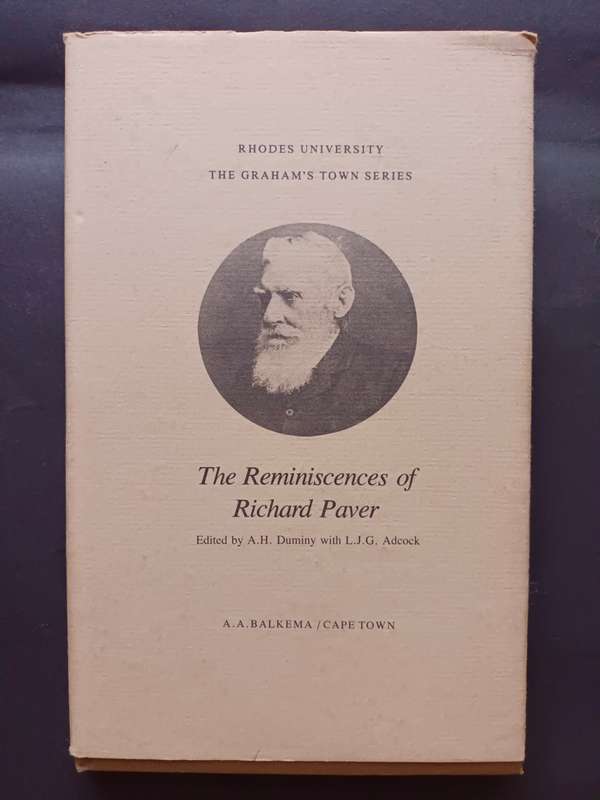 RHODES UNIVERSITY
THE GRAHAM'S TOWN SERIES
The Reminiscences of
Richard Paver
Edited by A.H. Duminy with L.J.G. Adcock
A.A.BALKEMA / CAPE TOWN